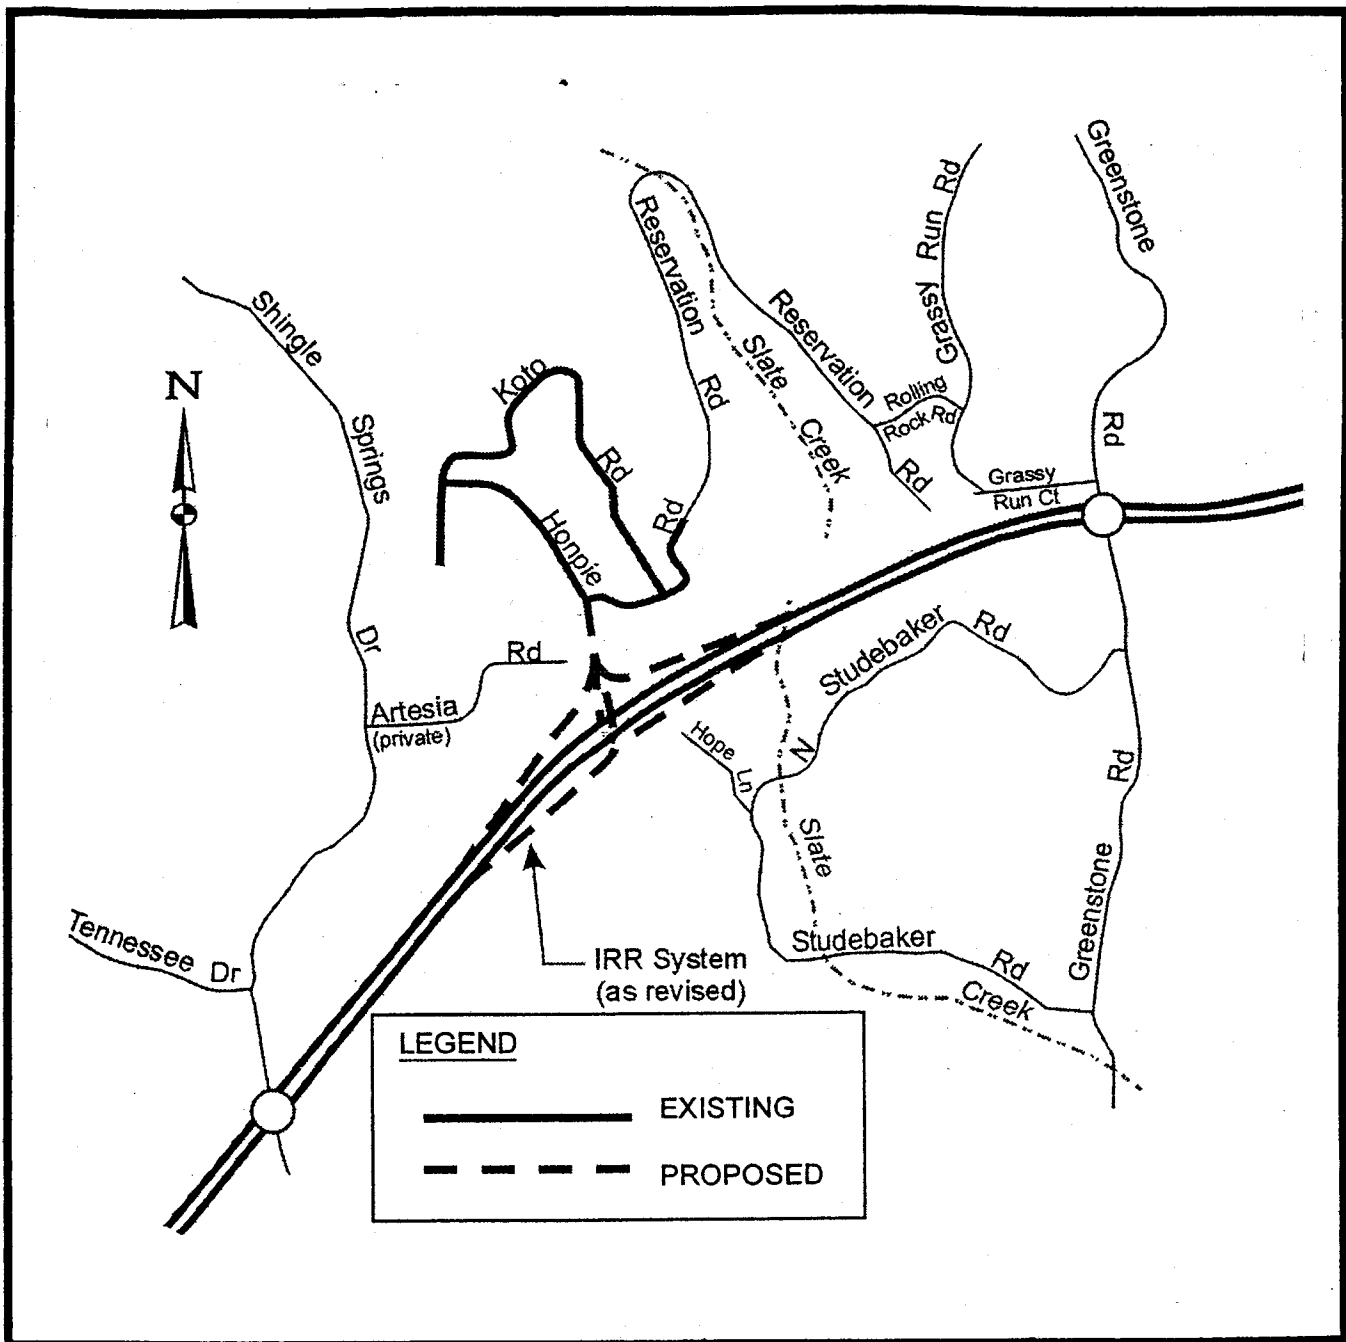 Greenstone
Rd
Grassy Run Rd
Reservation
Rd
Rd
Reservation
Rd
Slate
Creek
Rolling
Rock Rd
Grassy
Run Ct
Shingle
Springs
Dr
N
Koto
Rd
Honpie
Artesia
Rd
(private)
Studebaker
Rd
N
Hope
Ln
Slate
Creek
Studebaker
Rd
Greenstone
Rd
Tennessee Dr
IRR System
(as revised)
LEGEND
EXISTING
PROPOSED